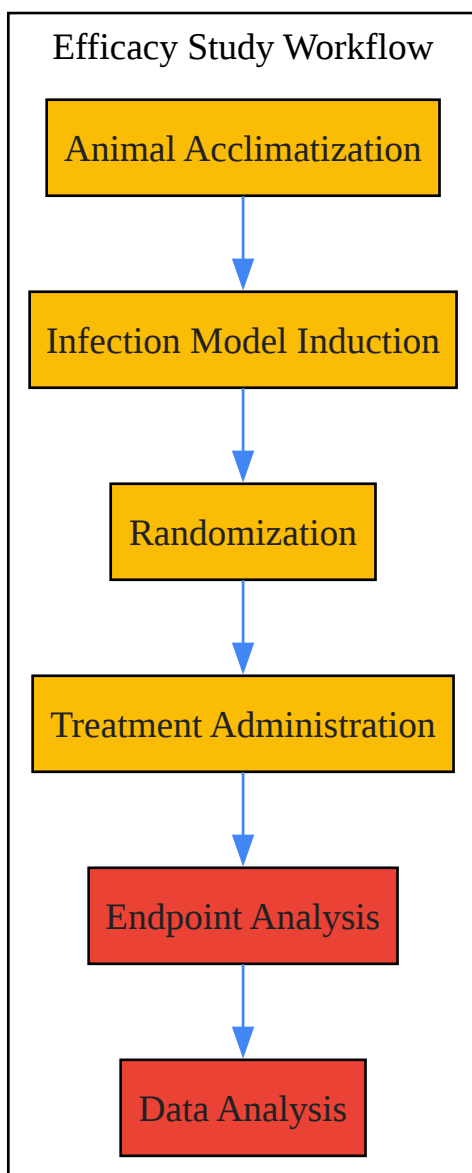 Efficacy Study Workflow
Animal Acclimatization
Infection Model Induction
Randomization
Treatment Administration
Endpoint Analysis
Data Analysis